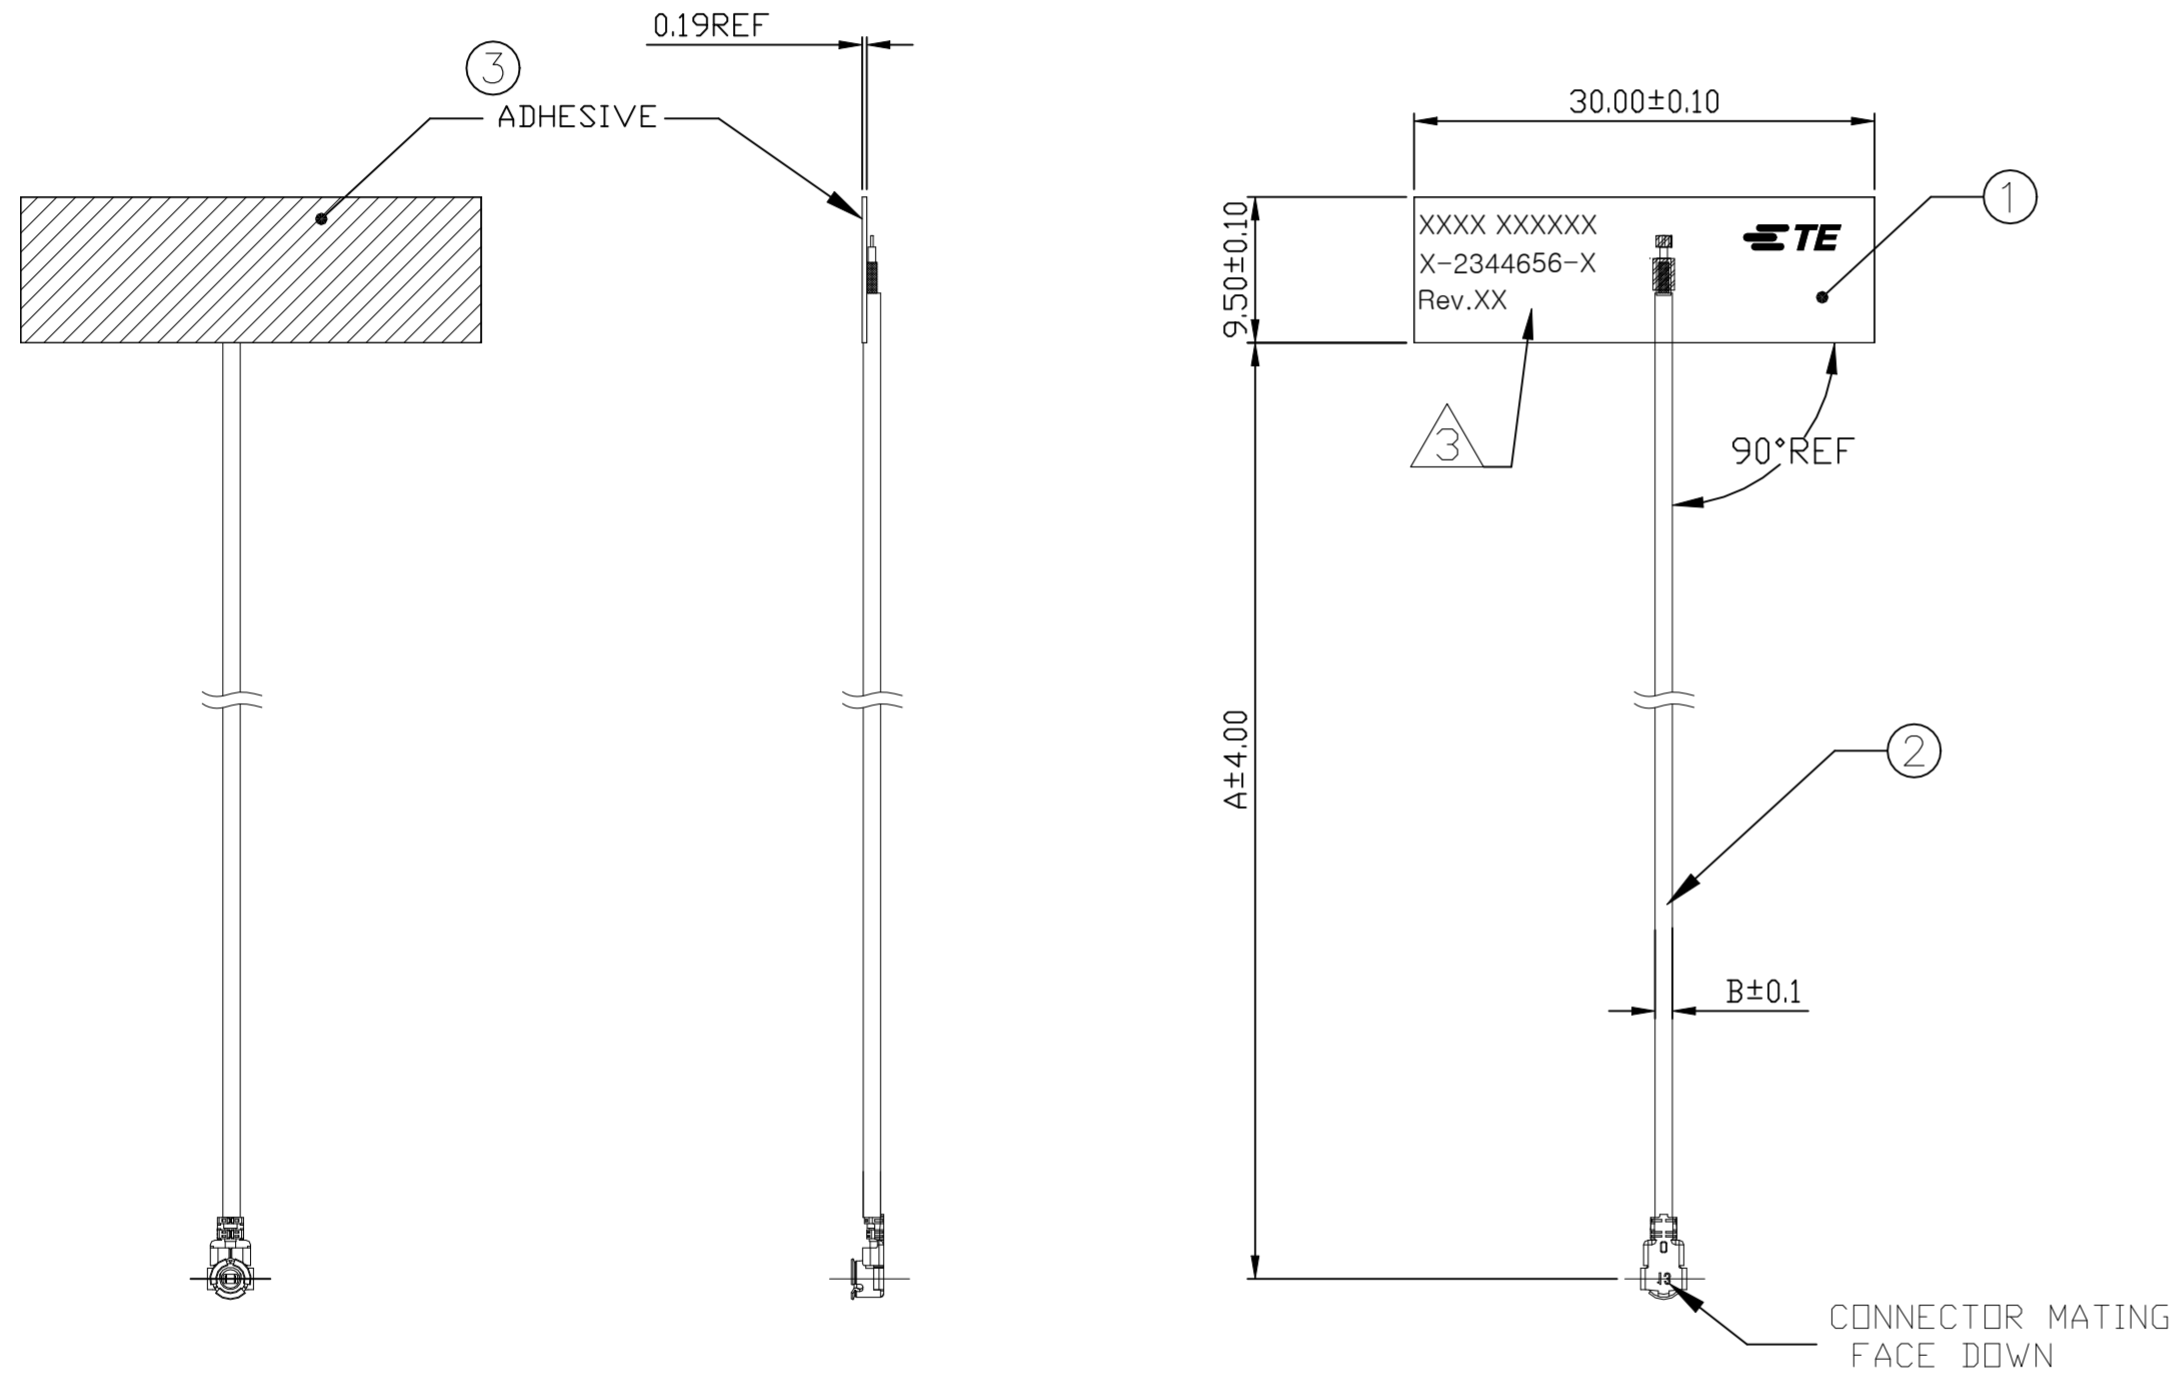 0.19REF
3
ADHESIVE
30.00±0.10
1
9.50±0.10
XXXX XXXXXX
TE
X-2344656-X
Rev.XX
3
90°REF
A±4.00
2
B±0.1
CONNECTOR MATING
FACE DOWN